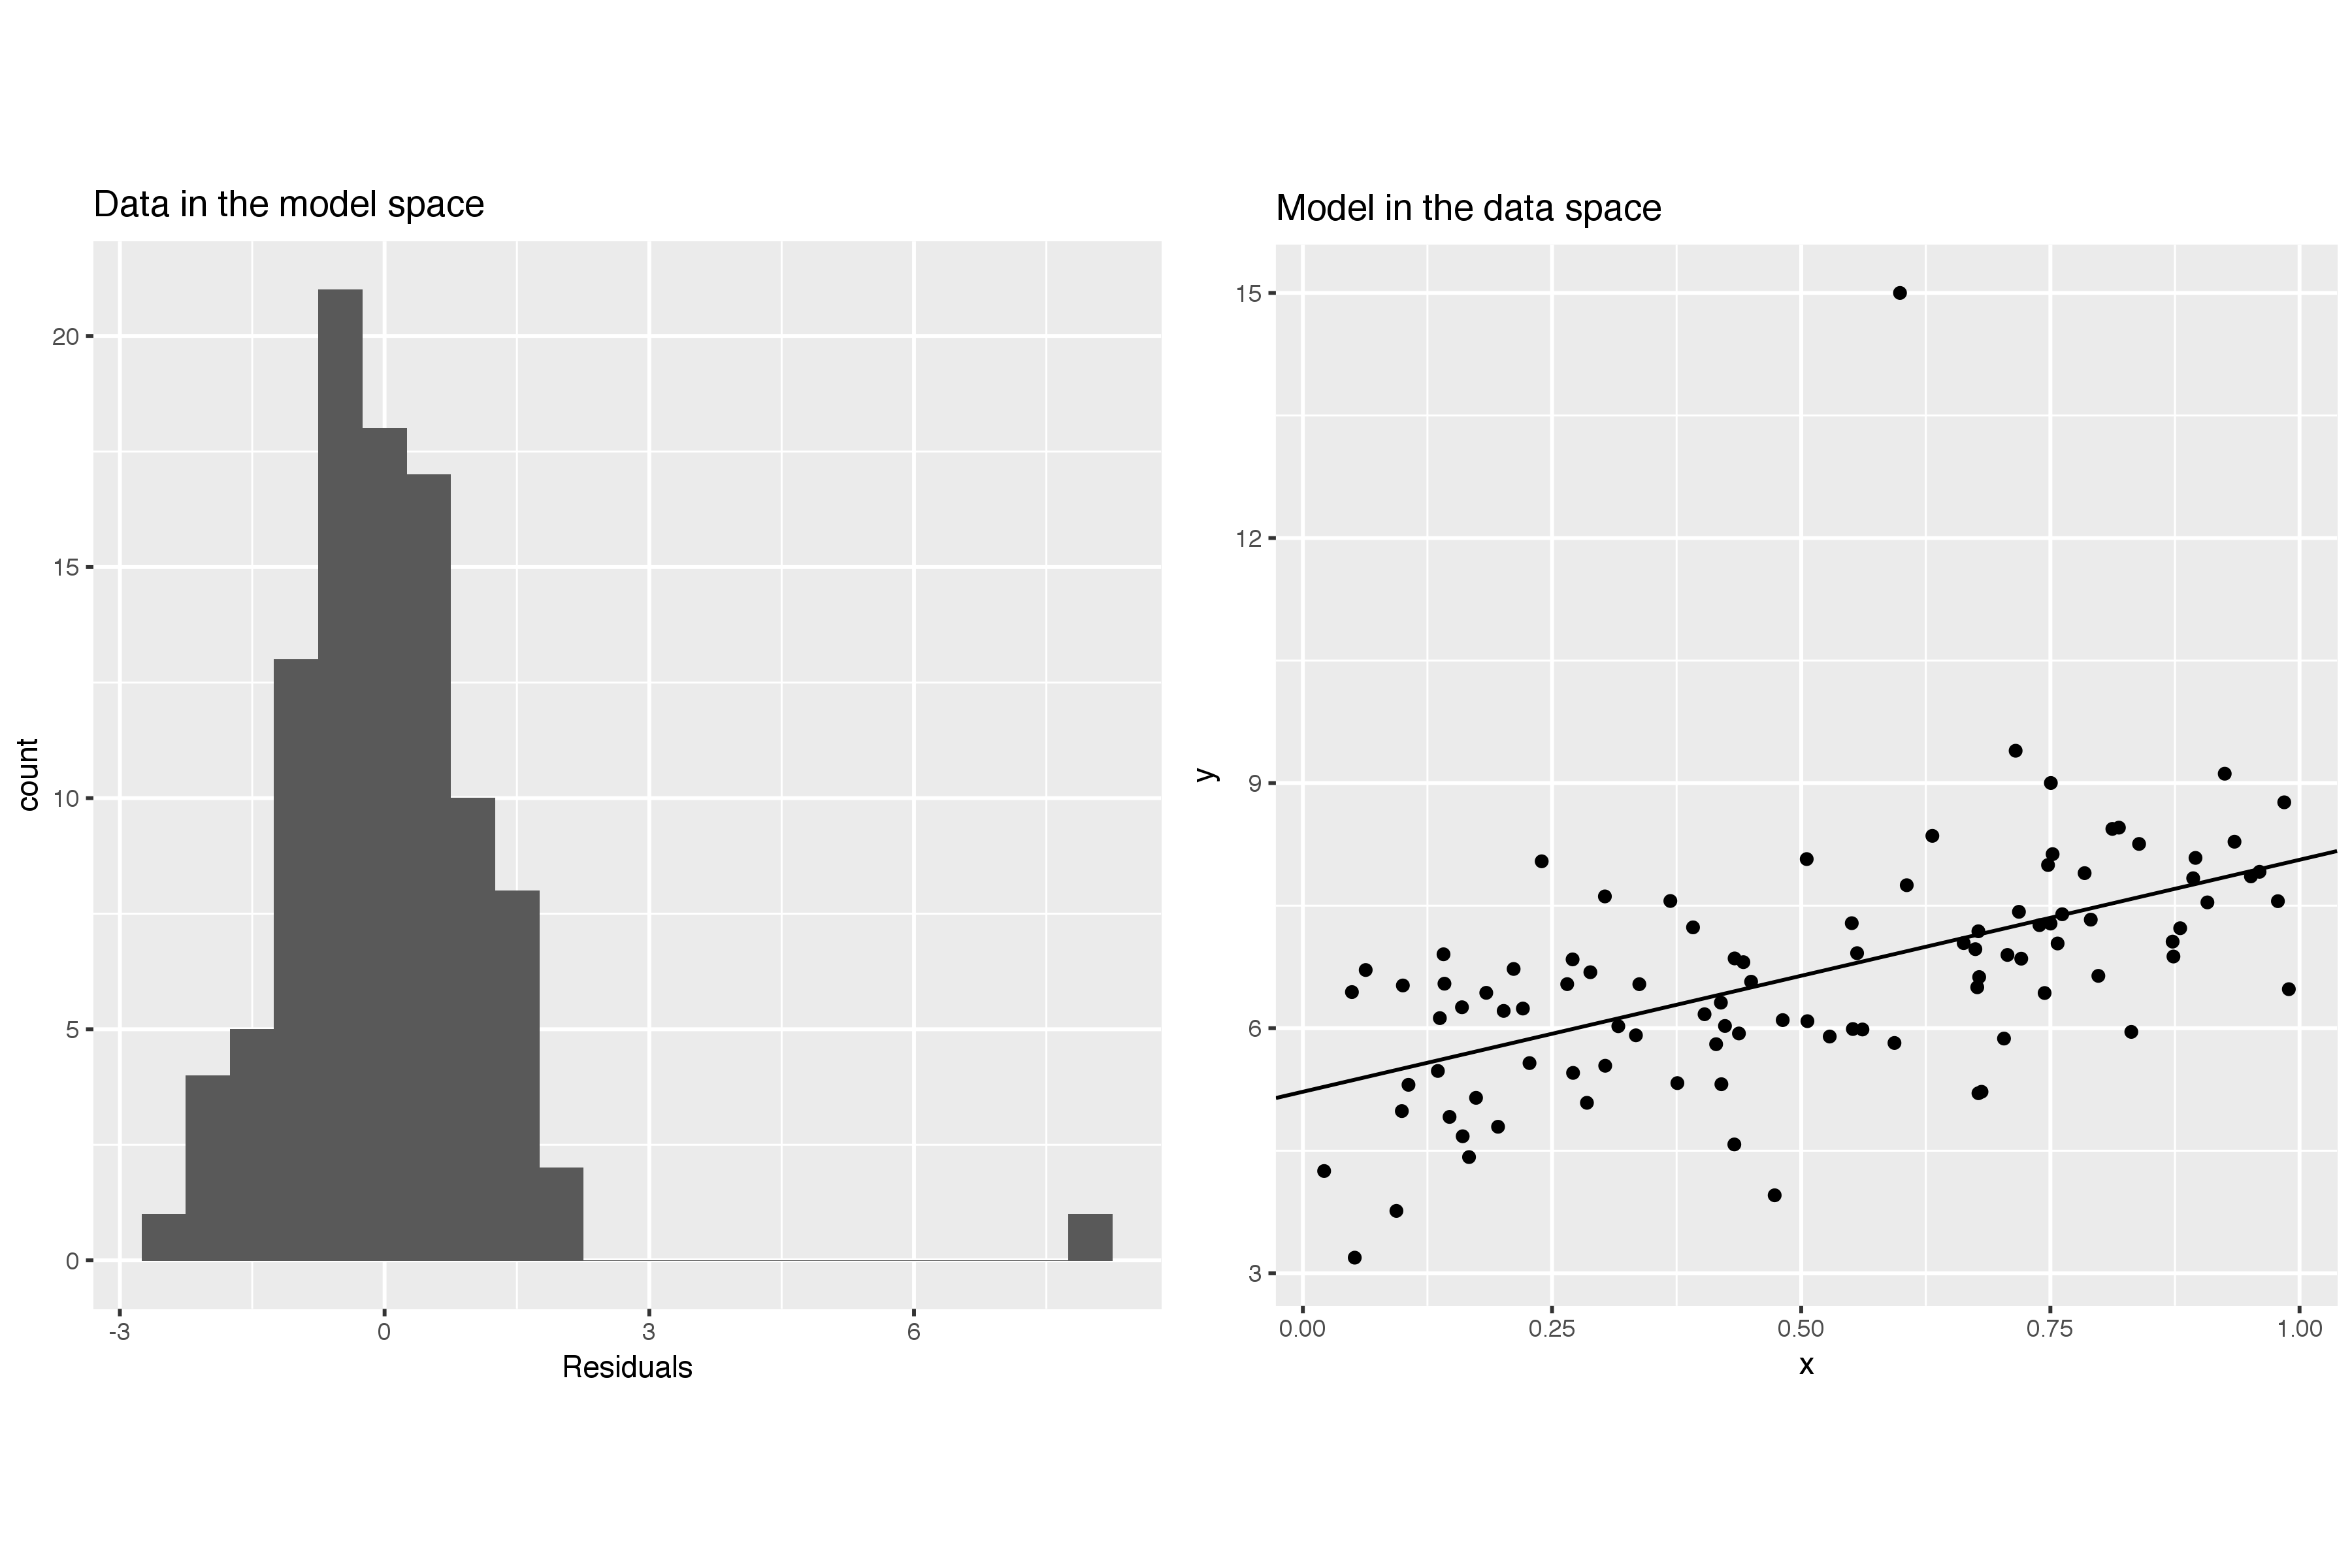 Data in the model space
count
20
15
10
5
0
-3 0 3 6
Residuals
Model in the data space
y
15
12
9
6
3
0.00 0.25 0.50 0.75 1.00
x